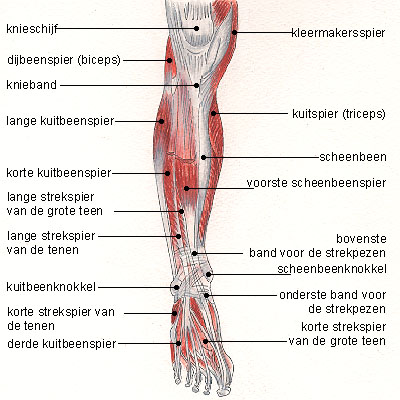 knieschijf
dijbeenspier (biceps)
knieband
lange kuitbeenspier
korte kuitbeenspier
lange strekspier
van de grote teen
lange strekspier
van de tenen
kuitbeenknokkel
korte strekspier van
de tenen
derde kuitbeenspier
kleermakersspier
kuitspier (triceps)
scheenbeen
voorste scheenbeenspier
bovenste
band voor de strekpezen
scheenbeenknokkel
onderste band voor
de strekpezen
korte strekspier
van de grote teen